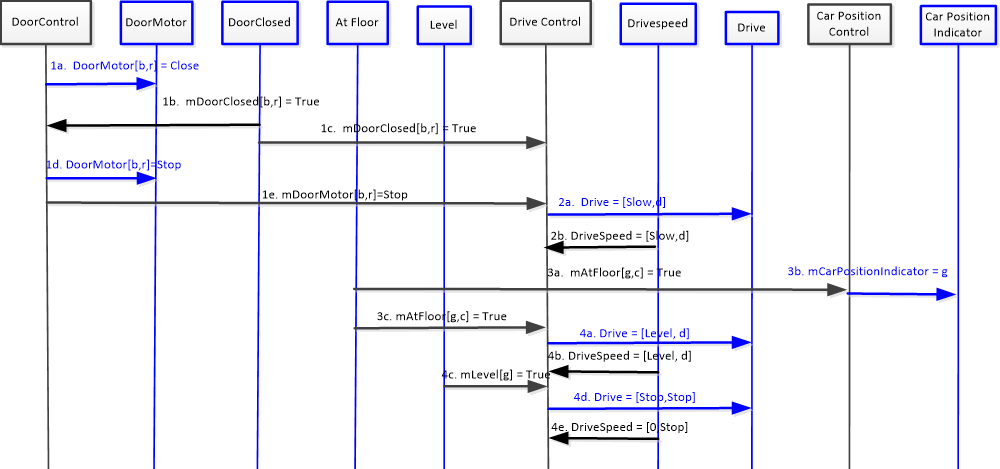 DoorControl
DoorMotor
DoorClosed
At Floor
Level
Drive Control
Drivespeed
Drive
Car Position
Control
Car Position
Indicator
1a.  DoorMotor[b,r] = Close
1b.  mDoorClosed[b,r] = True
1c.  mDoorClosed[b,r] = True
1d. DoorMotor[b,r]=Stop
1e. mDoorMotor[b,r]=Stop
2a.  Drive = [Slow,d]
2b. DriveSpeed = [Slow,d]
3a.  mAtFloor[g,c] = True
3b. mCarPositionIndicator = g
3c. mAtFloor[g,c] = True
4a. Drive = [Level, d]
4b. DriveSpeed = [Level, d]
4c. mLevel[g] = True
4d. Drive = [Stop,Stop]
4e. DriveSpeed = [0,Stop]